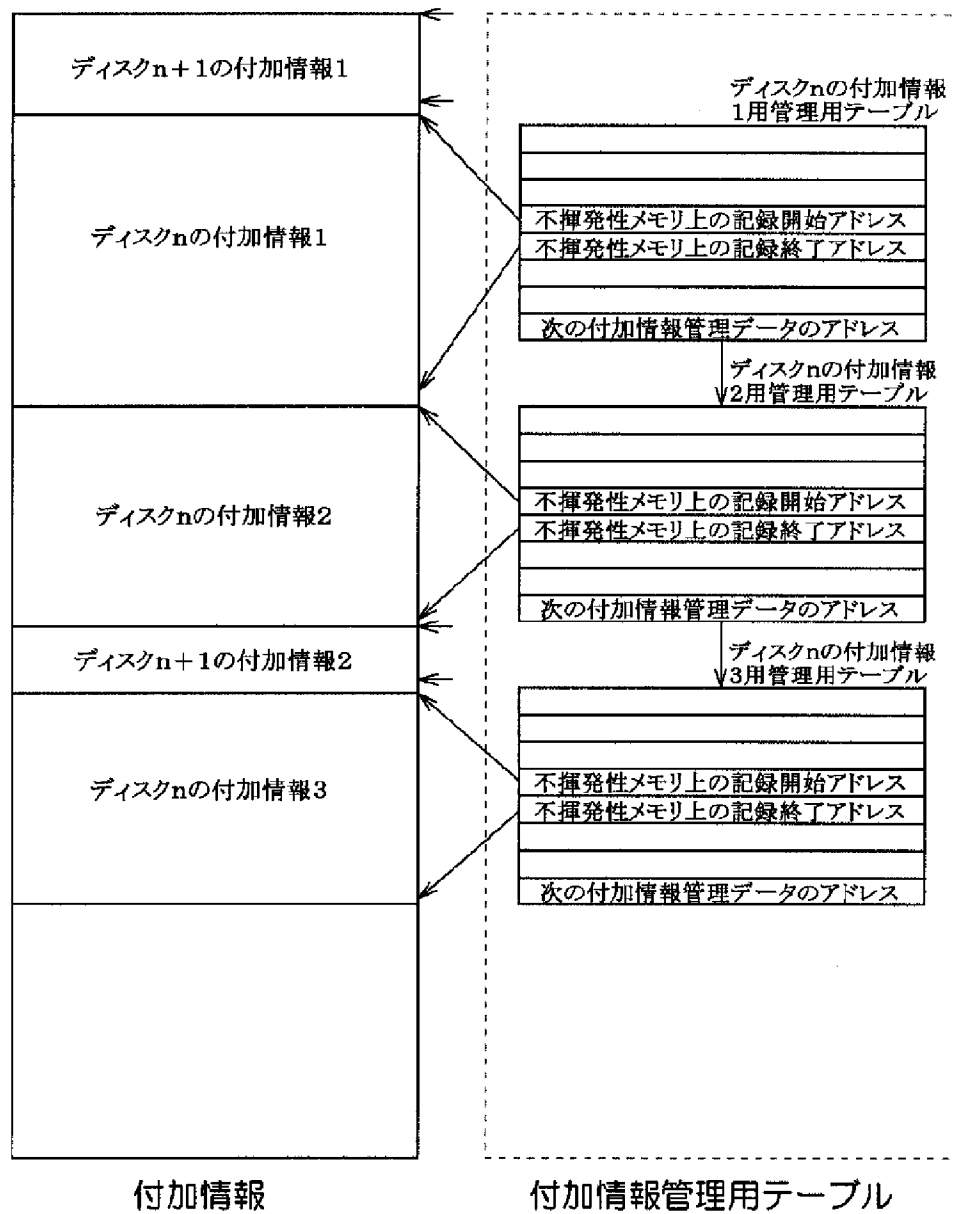 ディスクn+1の付加情報1
ディスクnの付加情報1
ディスクnの付加情報2
ディスクn+1の付加情報2
ディスクnの付加情報3
付加情報
ディスクnの付加情報
1用管理用テーブル
不揮発性メモリ上の記録開始アドレス
不揮発性メモリ上の記録終了アドレス
次の付加情報管理データのアドレス
ディスクnの付加情報
2用管理用テーブル
不揮発性メモリ上の記録開始アドレス
不揮発性メモリ上の記録終了アドレス
次の付加情報管理データのアドレス
ディスクnの付加情報
3用管理用テーブル
不揮発性メモリ上の記録開始アドレス
不揮発性メモリ上の記録終了アドレス
次の付加情報管理データのアドレス
付加情報管理用テーブル